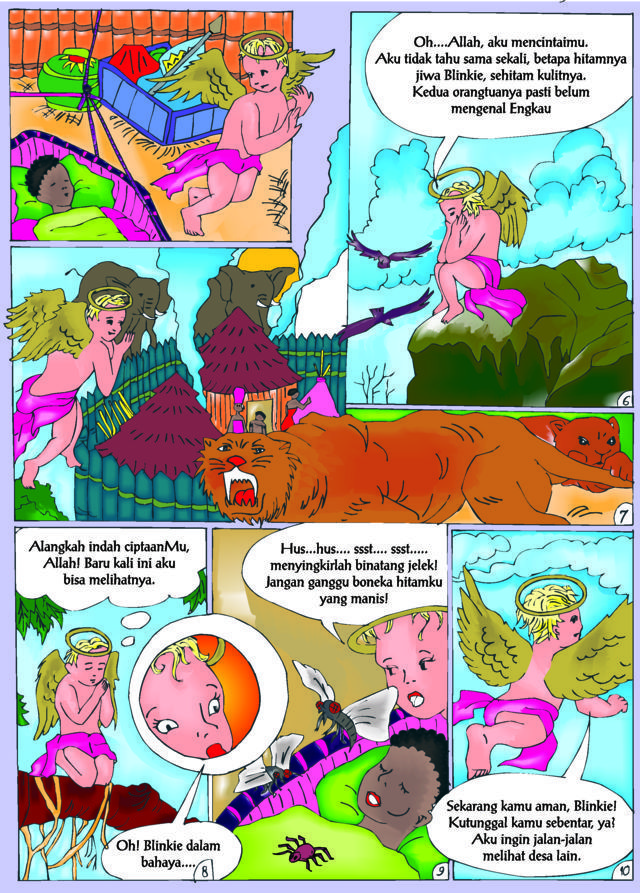 Oh....Allah, aku mencintaimu.
Aku tidak tahu sama sekali, betapa hitamnya
jiwa Blinkie, sehitam kulitnya.
Kedua orangtuanya pasti belum
mengenal Engkau
6
7
Alangkah indah ciptaanMu,
Allah! Baru kali ini aku
bisa melihatnya.
Oh! Blinkie dalam
bahaya....
8
Hus...hus.... ssst.... ssst.....
menyingkirlah binatang jelek!
Jangan ganggu boneka hitamku
yang manis!
9
Sekarang kamu aman, Blinkie!
Kutunggal kamu sebentar, ya?
Aku ingin jalan-jalan
melihat desa lain.
10